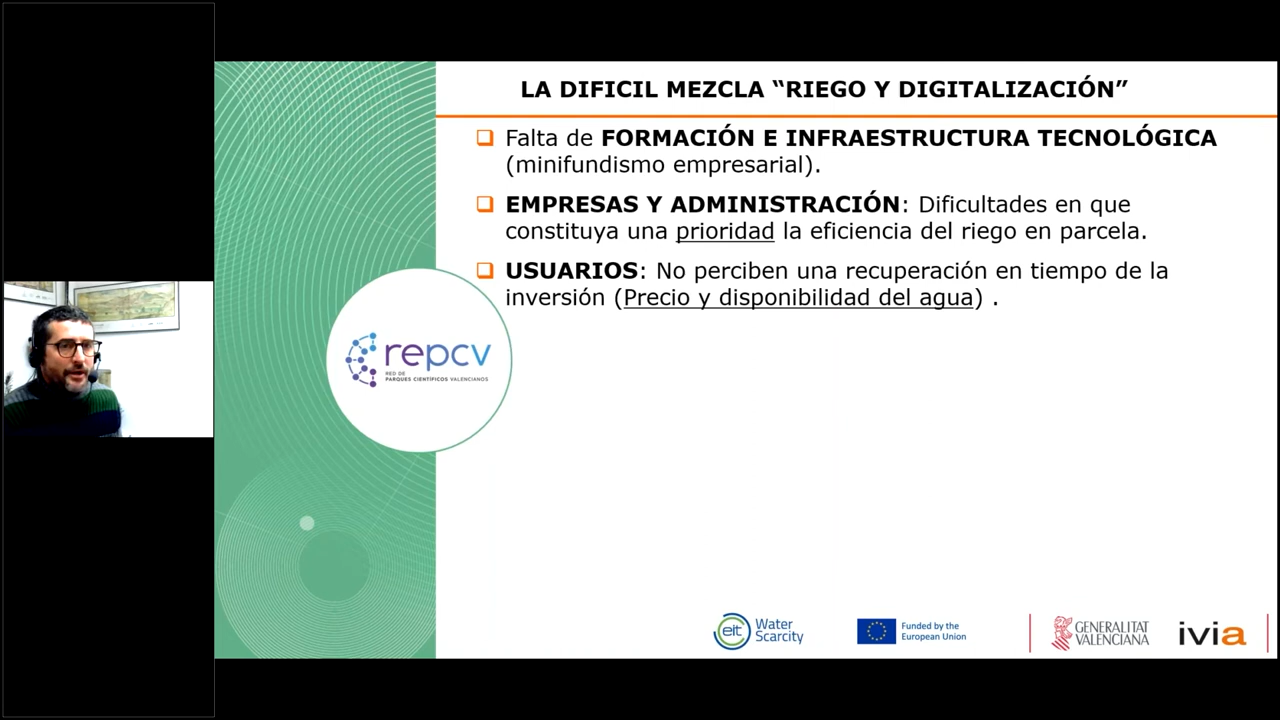 LA DIFICIL MEZCLA “RIEGO Y DIGITALIZACIÓN”
Falta de FORMACIÓN E INFRAESTRUCTURA TECNOLÓGICA
(minifundismo empresarial).
EMPRESAS Y ADMINISTRACIÓN: Dificultades en que
constituya una prioridad la eficiencia del riego en parcela.
USUARIOS: No perciben una recuperación en tiempo de la
inversión (Precio y disponibilidad del agua) .
repcv
RED DE
PARQUES CIENTÍFICOS VALENCIANOS
eit Water
Scarcity
Funded by the
European Union
GENERALITAT
VALENCIANA
ivia